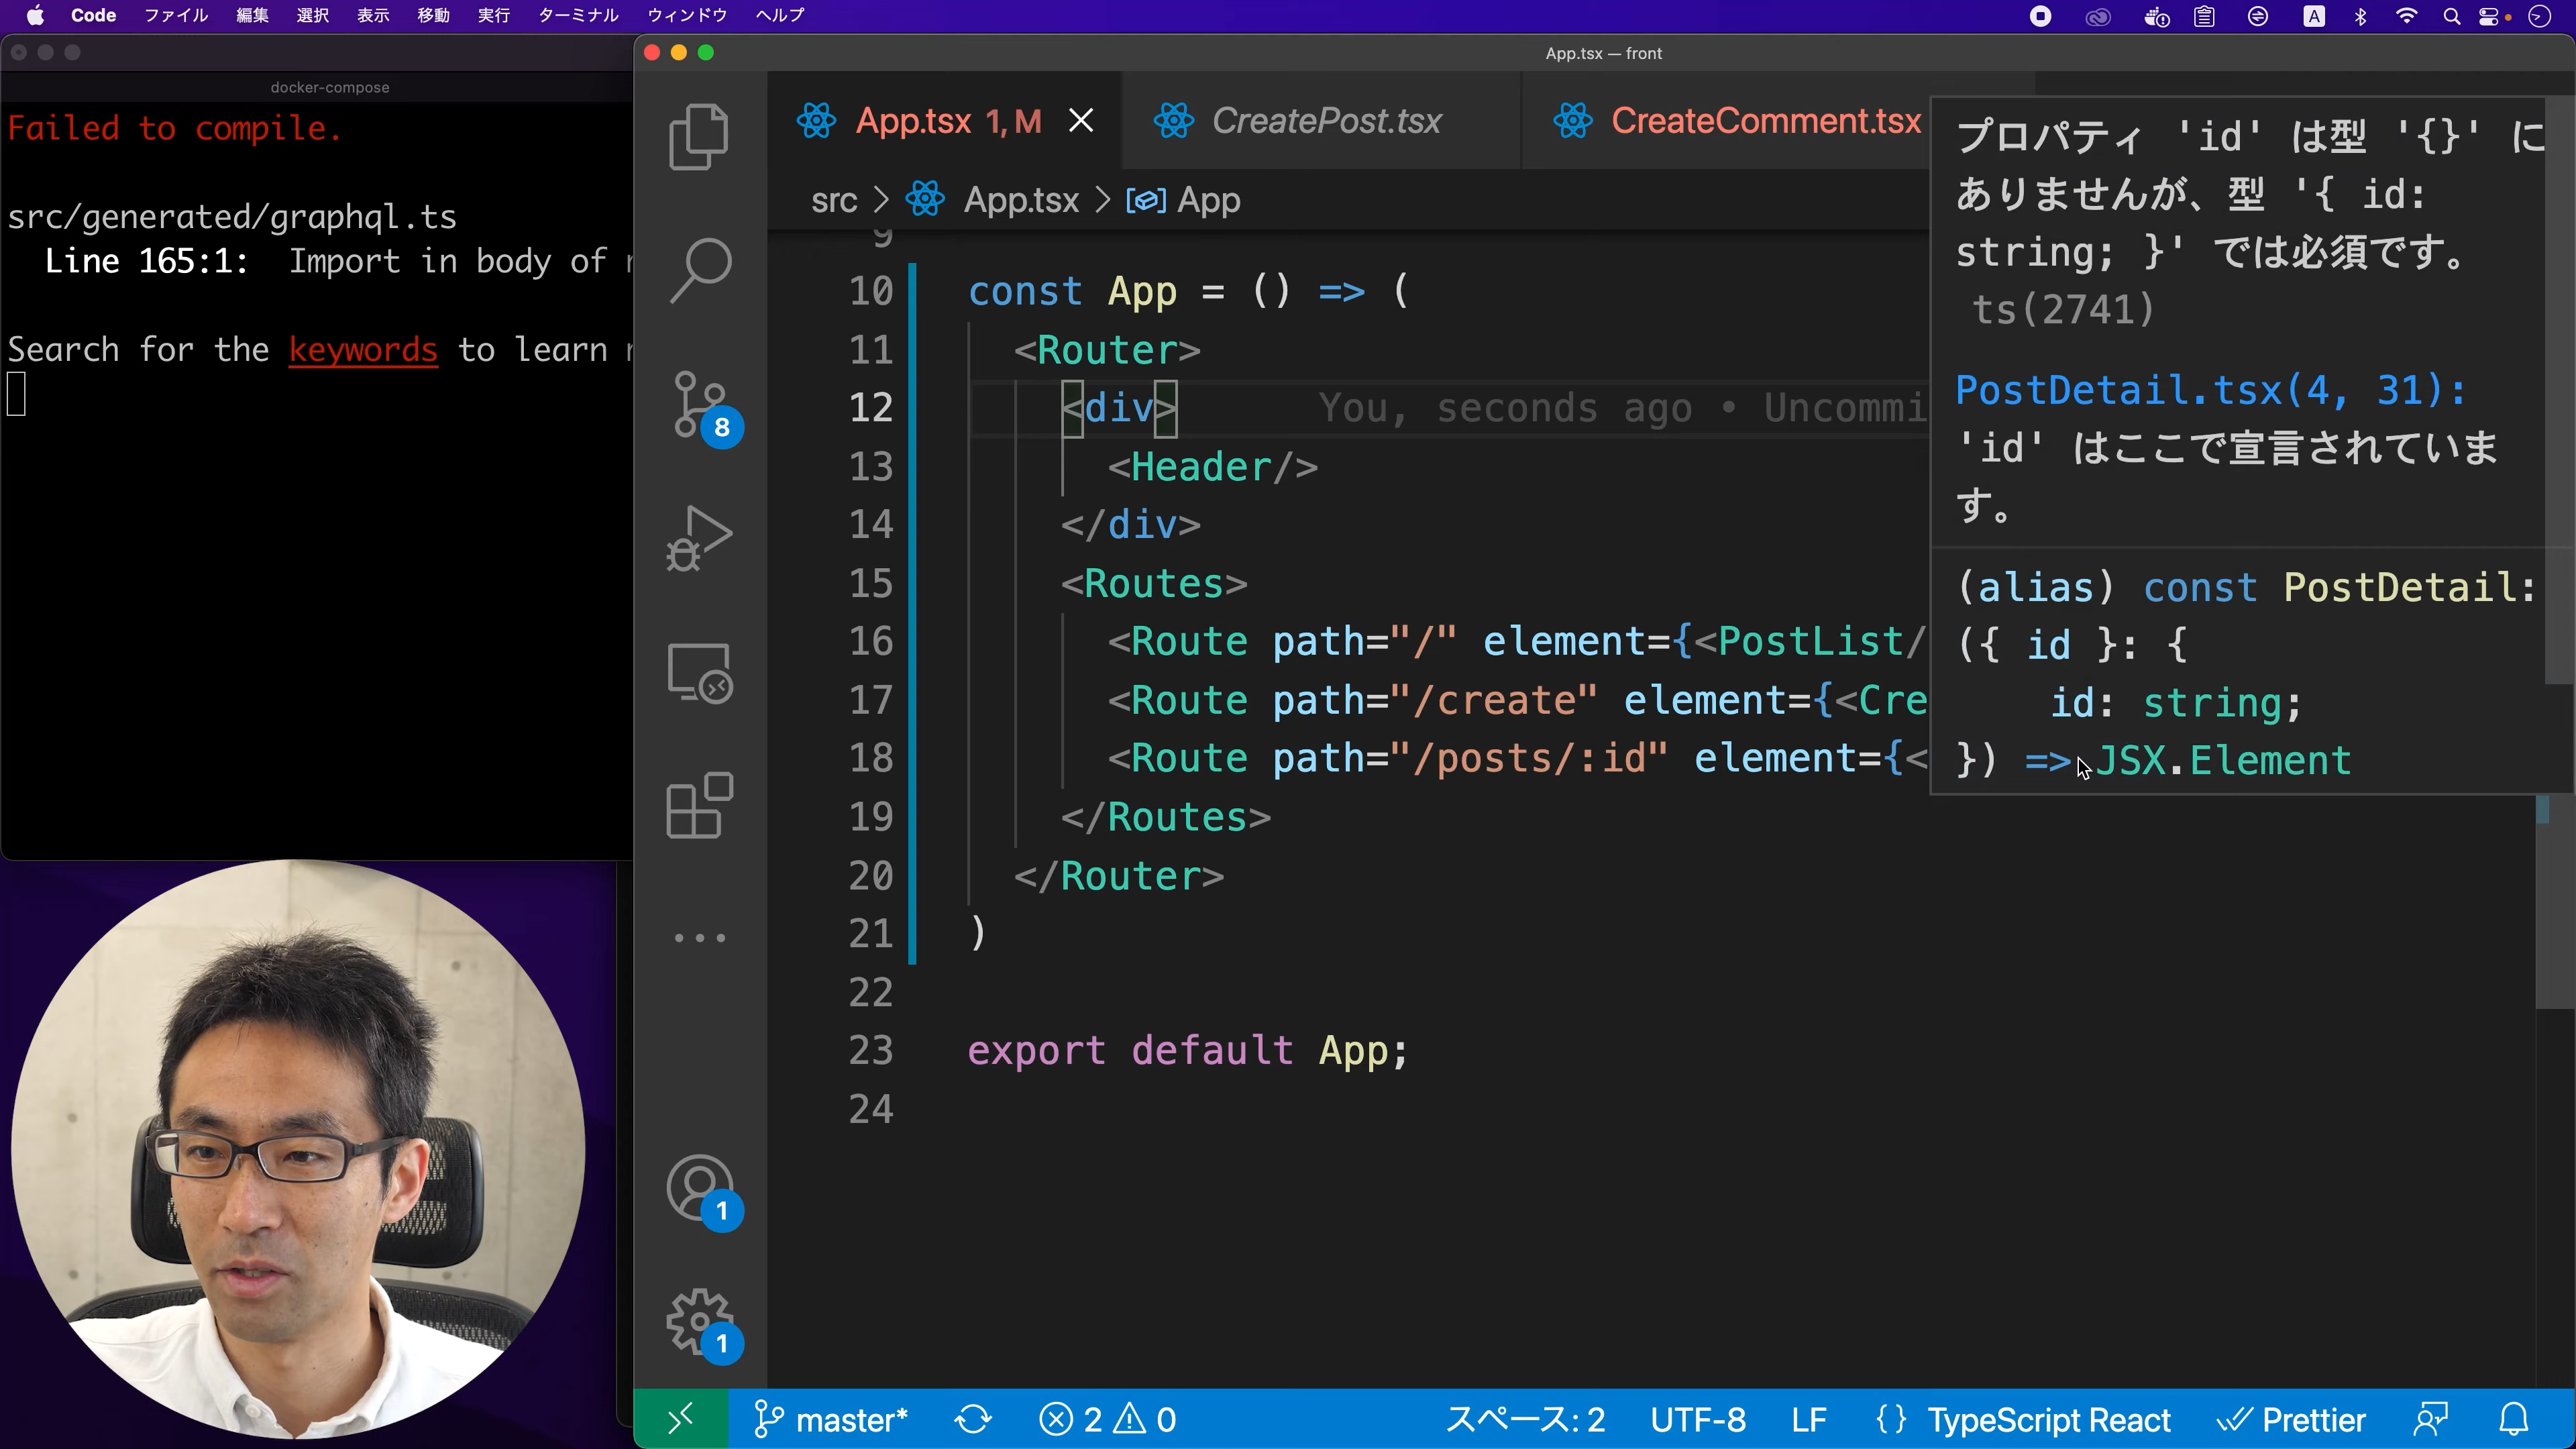 Code ファイル 編集 選択 表示 移動 実行 ターミナル ウィンドウ ヘルプ
A
docker-compose
Failed to compile.
src/generated/graphql.ts
Line 165:1: Import in body of
Search for the keywords to learn
App.tsx — front
App.tsx 1, M
CreatePost.tsx
CreateComment.tsx
src > App.tsx > App
9
10 const App = () => (
11 <Router>
12 <div> You, seconds ago • Uncommi
13 <Header/>
14 </div>
15 <Routes>
16 <Route path="/" element={<PostList/
17 <Route path="/create" element={<Cre
18 <Route path="/posts/:id" element={<
19 </Routes>
20 </Router>
21 )
22
23 export default App;
24
プロパティ 'id' は型 '{}' に
ありませんが、型 '{ id:
string; }' では必須です。
ts(2741)
PostDetail.tsx(4, 31):
'id' はここで宣言されていま
す。
(alias) const PostDetail:
({ id }: {
id: string;
}) => JSX.Element
8
1
1
master* 2 0 スペース: 2 UTF-8 LF {} TypeScript React Prettier